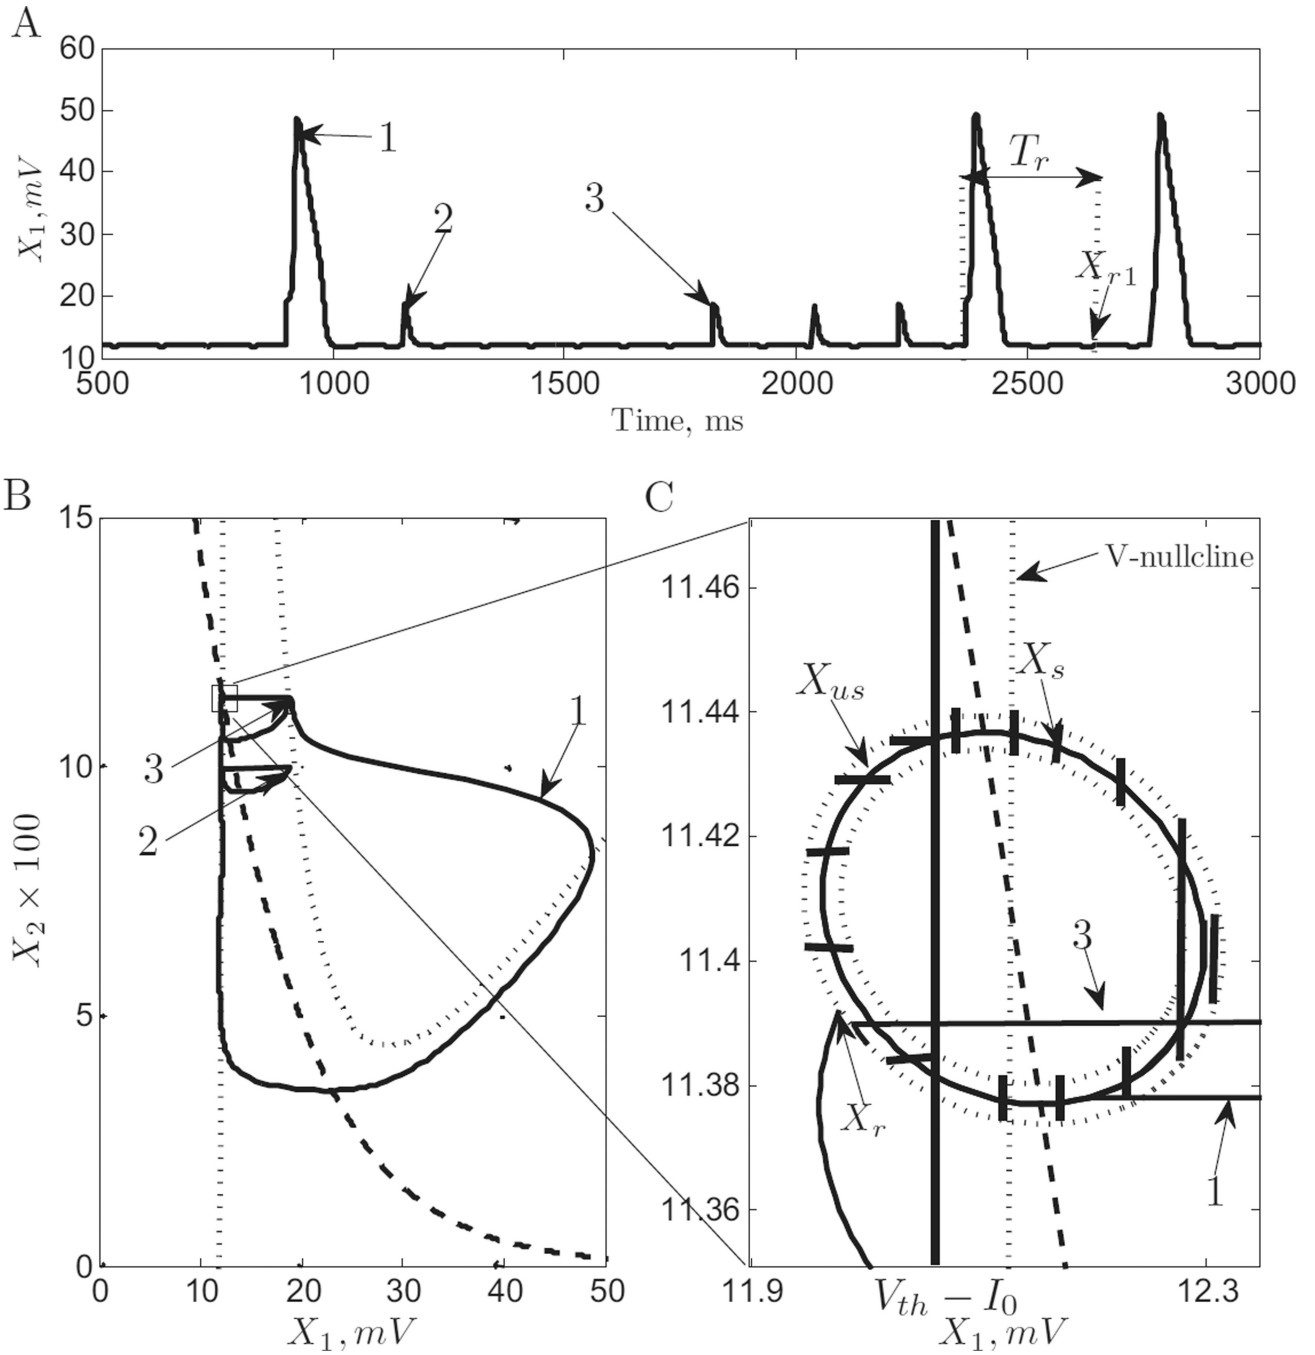 A
60
50
40
30
20
10
X₁, mV
1
2
3
Tᵣ
Xᵣ₁
500 1000 1500 2000 2500 3000
Time, ms
B
15
10
5
0
X₂ × 100
1
3
2
0 10 20 30 40 50
X₁, mV
C
11.46
11.44
11.42
11.4
11.38
11.36
V-nullcline
Xₛ
Xᵤₛ
3
Xᵣ
1
11.9 Vₜₕ − I₀ 12.3
X₁, mV